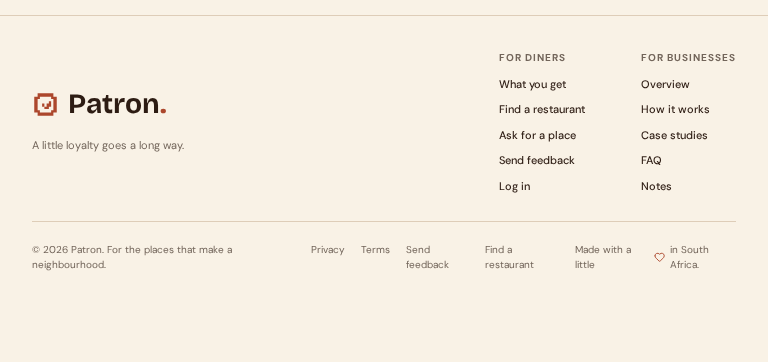 Patron.
A little loyalty goes a long way.
FOR DINERS
What you get
Find a restaurant
Ask for a place
Send feedback
Log in
FOR BUSINESSES
Overview
How it works
Case studies
FAQ
Notes
© 2026 Patron. For the places that make a
neighbourhood.
Privacy
Terms
Send
feedback
Find a
restaurant
Made with a
little
in South
Africa.